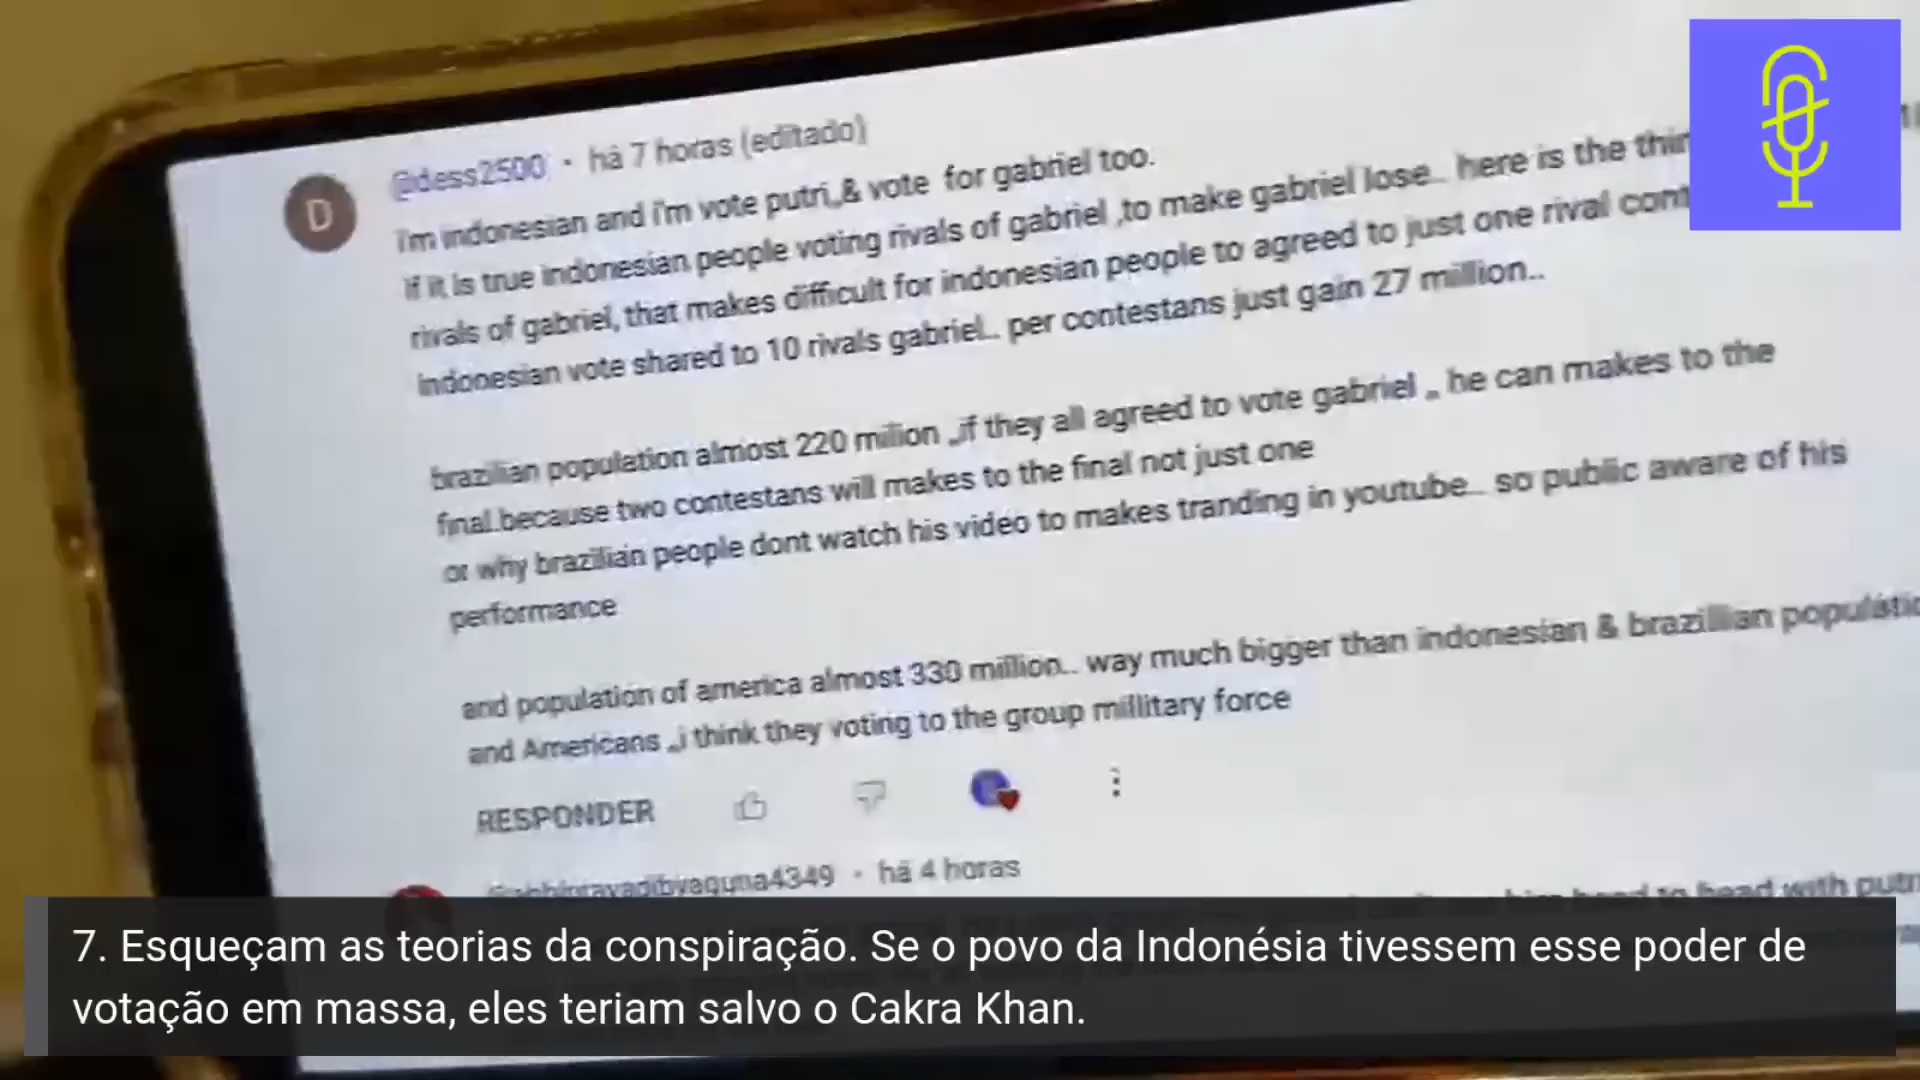 D
@dess2500 · há 7 horas (editado)
i'm indonesian and i'm vote putri,,& vote for gabriel too.
if it is true indonesian people voting rivals of gabriel ,to make gabriel lose.. here is the
rivals of gabriel, that makes difficult for indonesian people to agreed to just one rival
indonesian vote shared to 10 rivals gabriel.. per contestans just gain 27 million..
brazilian population almost 220 milion ,,if they all agreed to vote gabriel ,, he can makes to the
final.because two contestans will makes to the final not just one
or why brazilian people dont watch his video to makes tranding in youtube.. so public aware of his
performance
and population of america almost 330 million.. way much bigger than indonesian & brazillian
and Americans ,,i think they voting to the group millitary force
RESPONDER
há 4 horas
head to head with
7. Esqueçam as teorias da conspiração. Se o povo da Indonésia tivessem esse poder de
votação em massa, eles teriam salvo o Cakra Khan.